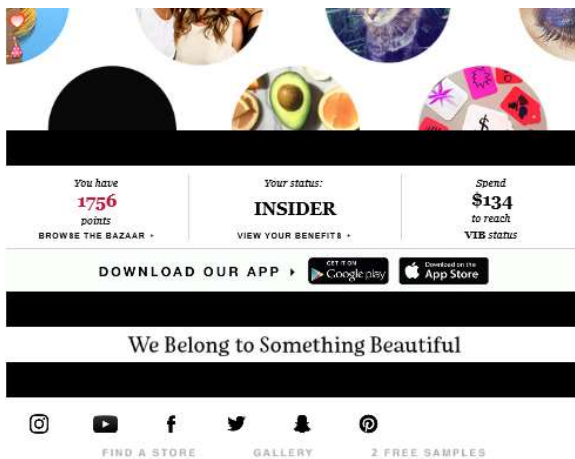 $
You have
1756
points
BROWSE THE BAZAAR
Your status:
INSIDER
VIEW YOUR BENEFITS
Spend
$134
to reach
VIB status
DOWNLOAD OUR APP
GET IT ON
Google play
Download on the
App Store
We Belong to Something Beautiful
FIND A STORE GALLERY 2 FREE SAMPLES